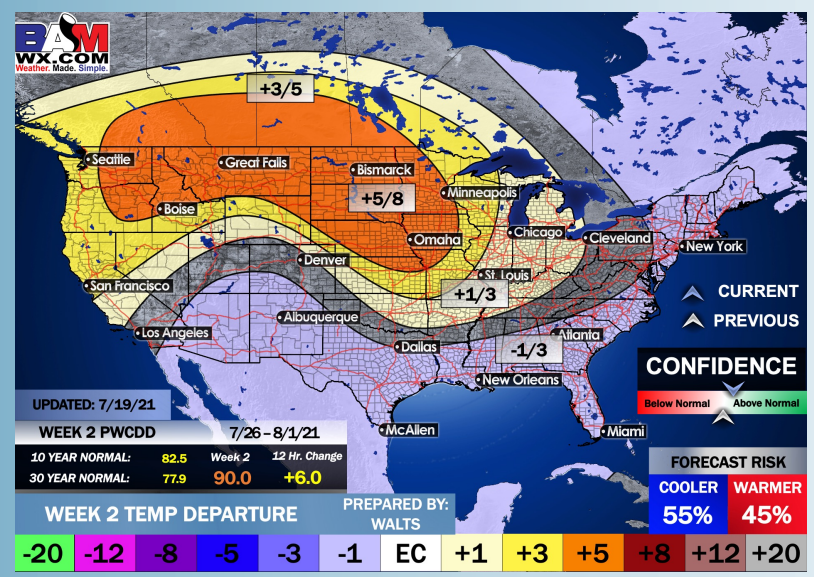 BAM
WX.COM
Weather. Made. Simple.
+3/5
Seattle
Great Falls
Bismarck
Minneapolis
+5/8
Boise
Omaha
Chicago
Cleveland
New York
Denver
St. Louis
San Francisco
+1/3
CURRENT
Albuquerque
PREVIOUS
Los Angeles
Atlanta
Dallas
-1/3
CONFIDENCE
New Orleans
Below Normal
Above Normal
UPDATED: 7/19/21
McAllen
Miami
WEEK 2 PWCDD 7/26 – 8/1/21
10 YEAR NORMAL: 82.5 Week 2 12 Hr. Change
30 YEAR NORMAL: 77.9 90.0 +6.0
FORECAST RISK
COOLER WARMER
55% 45%
WEEK 2 TEMP DEPARTURE
PREPARED BY:
WALTS
-20 -12 -8 -5 -3 -1 EC +1 +3 +5 +8 +12 +20